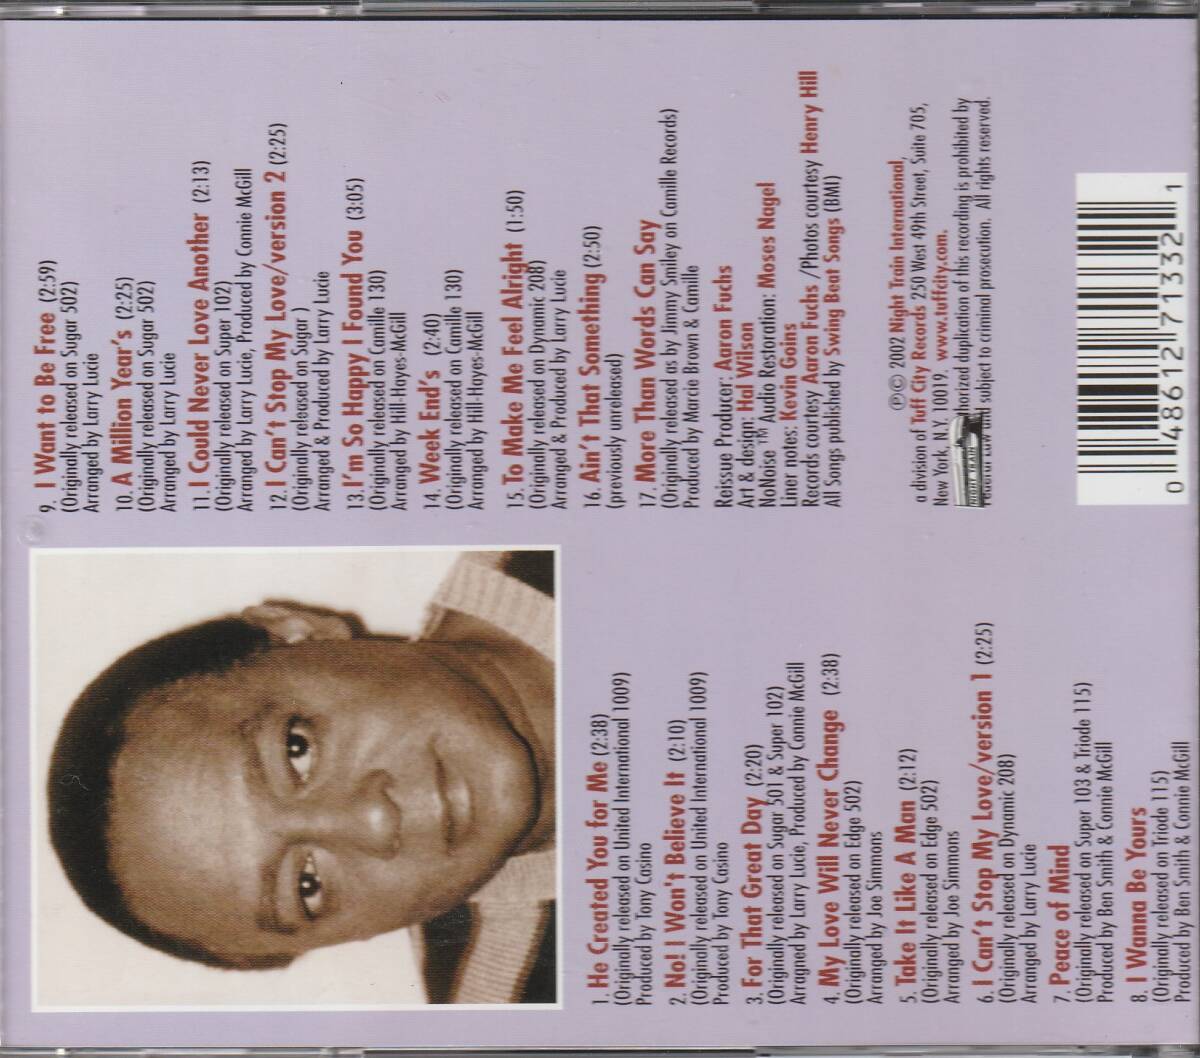 1. He Created You for Me (2:38)
(Originally released on United International 1009)
Produced by Tony Casino
2. No! I Won't Believe It (2:10)
(Originally released on United International 1009)
Produced by Tony Casino
3. For That Great Day (2:20)
(Originally released on Sugar 501 & Super 102)
Arragned by Larry Lucie, Produced by Connie McGill
4. My Love Will Never Change (2:38)
(Originally released on Edge 502)
Arranged by Joe Simmons
5. Take It Like A Man (2:12)
(Originally released on Edge 502)
Arranged by Joe Simmons
6. I Can't Stop My Love/version 1 (2:25)
(Originally released on Dynamic 208)
Arranged by Larry Lucie
7. Peace of Mind
(Originally released on Super 103 & Triode 115)
Produced by Bert Smith & Connie McGill
8. I Wanna Be Yours
(Originally released on Triode 115)
Produced by Bert Smith & Connie McGill
9. I Want to Be Free (2:59)
(Originally released on Sugar 502)
Arranged by Larry Lucie
10. A Million Year's (2:25)
(Originally released on Sugar 502)
Arranged by Larry Lucie
11. I Could Never Love Another (2:13)
(Originally released on Super 102)
Arranged by Larry Lucie, Produced by Connie McGill
12. I Can't Stop My Love/version 2 (2:25)
(Originally released on Sugar )
Arranged & Produced by Larry Lucie
13. I'm So Happy I Found You (3:05)
(Originally released on Camille 130)
Arranged by Hill-Hayes-McGill
14. Week End's (2:40)
(Originally released on Camille 130)
Arranged by Hill-Hayes-McGill
15. To Make Me Feel Alright (1:50)
(Originally released on Dynamic 208)
Arranged & Produced by Larry Lucie
16. Ain't That Something (2:50)
(previously unreleased)
17. More Than Words Can Say
(Originally released as by Jimmy Smiley on Camille Records)
Produced by Marcie Brown & Camille
Reissue Producer: Aaron Fuchs
Art & design: Hal Wilson
NoNoise™ Audio Restoration: Moses Nagel
Liner notes: Kevin Goins
Records courtesy Aaron Fuchs /Photos courtesy Henry Hill
All Songs published by Swing Beat Songs (BMI)
℗© 2002 Night Train International,
a division of Tuff City Records 250 West 49th Street, Suite 705,
New York, N.Y. 10019. www.tuffcity.com.
horized duplication of this recording is prohibited by
subject to criminal prosecution. All rights reserved.
NIGHT TRAIN
0 48612 71332 1